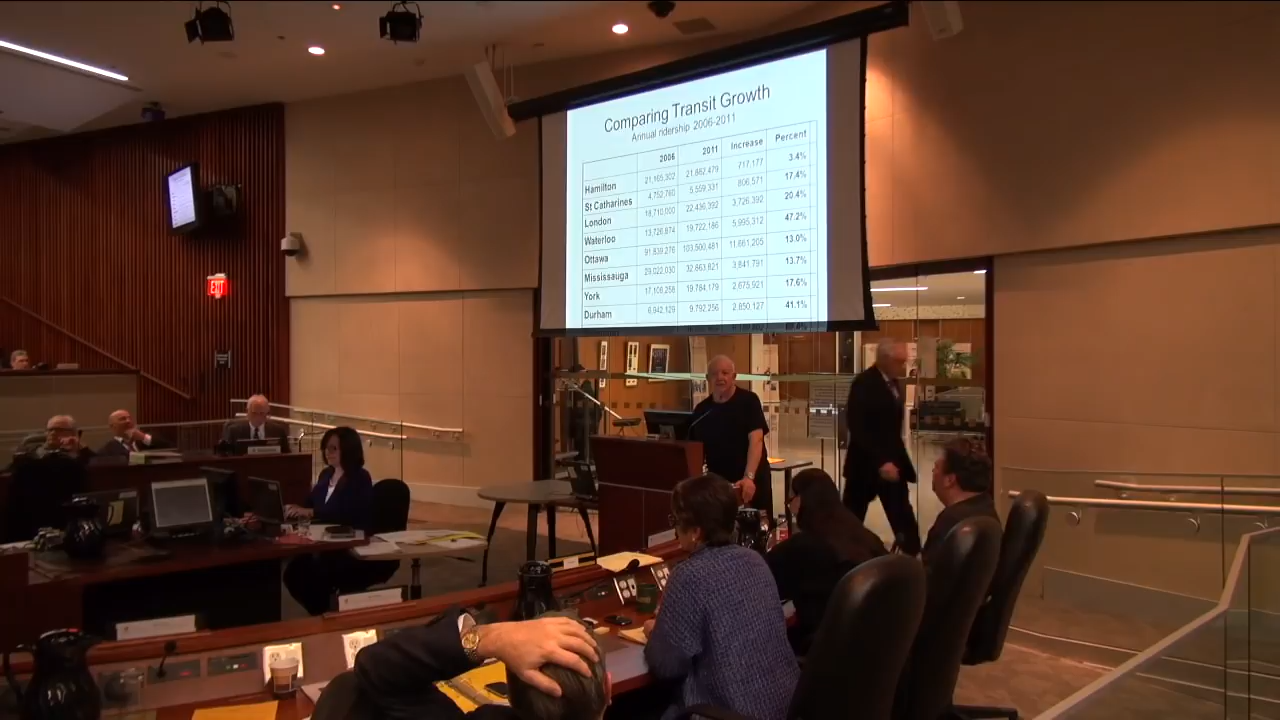 Comparing Transit Growth
Annual ridership 2006-2011
2006 2011 Increase Percent
Hamilton 21,165,302 21,882,479 717,177 3.4%
St Catharines 4,752,760 5,559,331 806,571 17.4%
London 18,710,000 22,436,392 3,726,392 20.4%
Waterloo 13,726,874 19,722,186 5,995,312 47.2%
Ottawa 91,839,276 103,500,481 11,661,205 13.0%
Mississauga 29,022,030 32,863,821 3,841,791 13.7%
York 17,108,258 19,784,179 2,675,921 17.6%
Durham 6,942,129 9,792,256 2,850,127 41.1%
EXIT